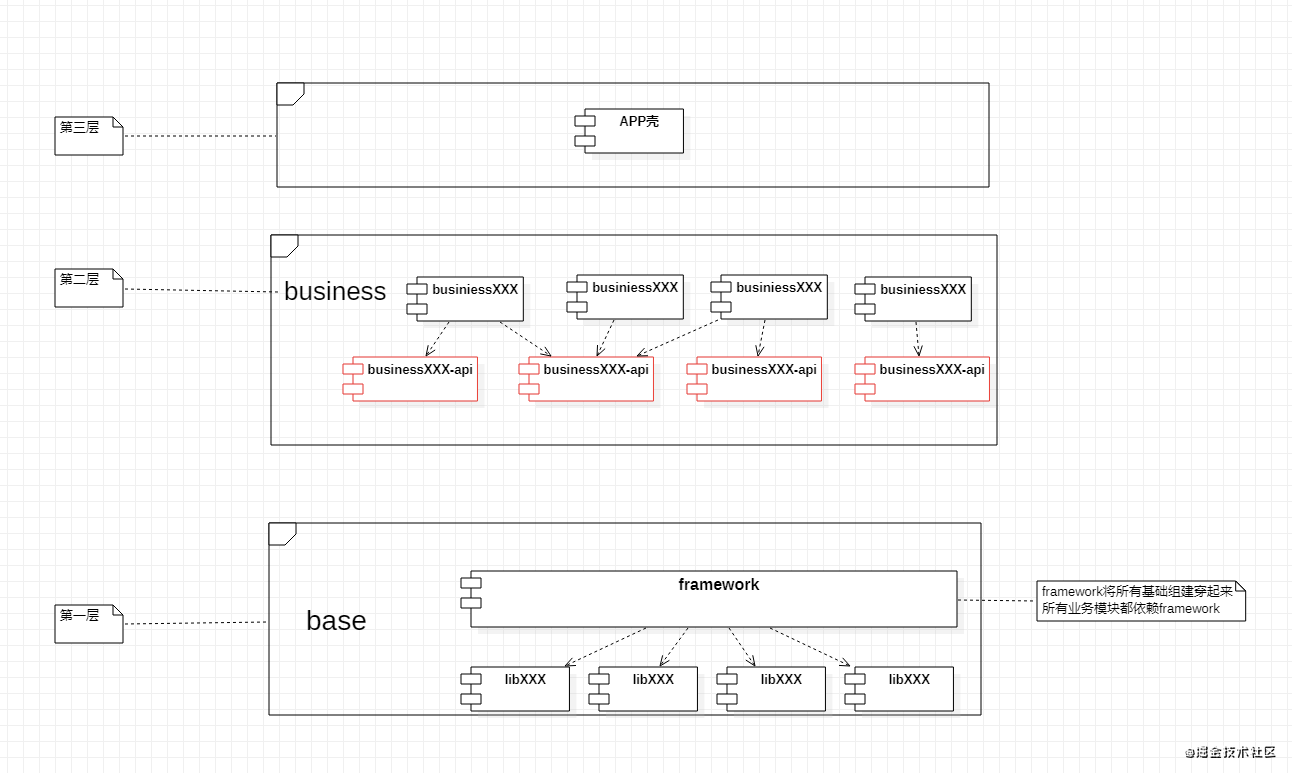 第三层
APP壳
第二层
business
businiessXXX
businiessXXX
businiessXXX
businiessXXX
businessXXX-api
businessXXX-api
businessXXX-api
businessXXX-api
第一层
base
framework
framework将所有基础组建穿起来
所有业务模块都依赖framework
libXXX
libXXX
libXXX
libXXX
@掘金技术社区